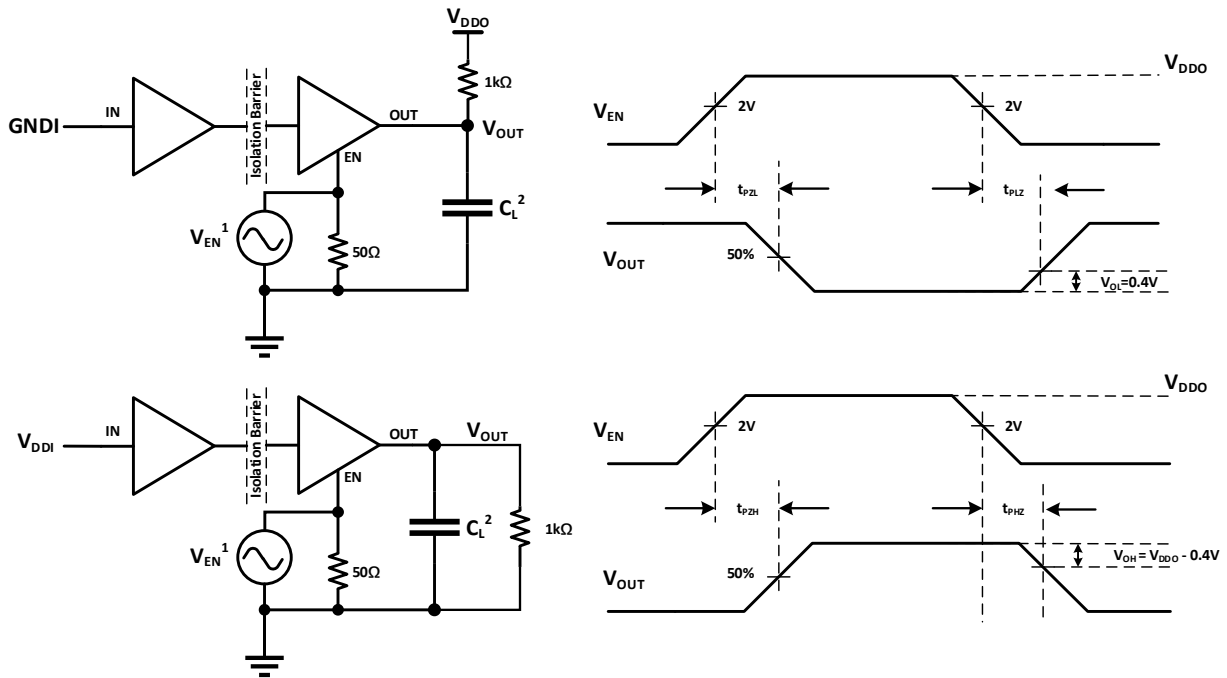 VDDO
1kΩ
IN
OUT
GNDI
VOUT
Isolation Barrier
EN
CL2
VEN1
50Ω
VDDO
VEN
2V
2V
tPZL
tPLZ
VOUT
50%
VOL=0.4V
VDDI
IN
OUT
VOUT
Isolation Barrier
EN
CL2
1kΩ
VEN1
50Ω
VDDO
VEN
2V
2V
tPZH
tPHZ
VOH = VDDO - 0.4V
VOUT
50%